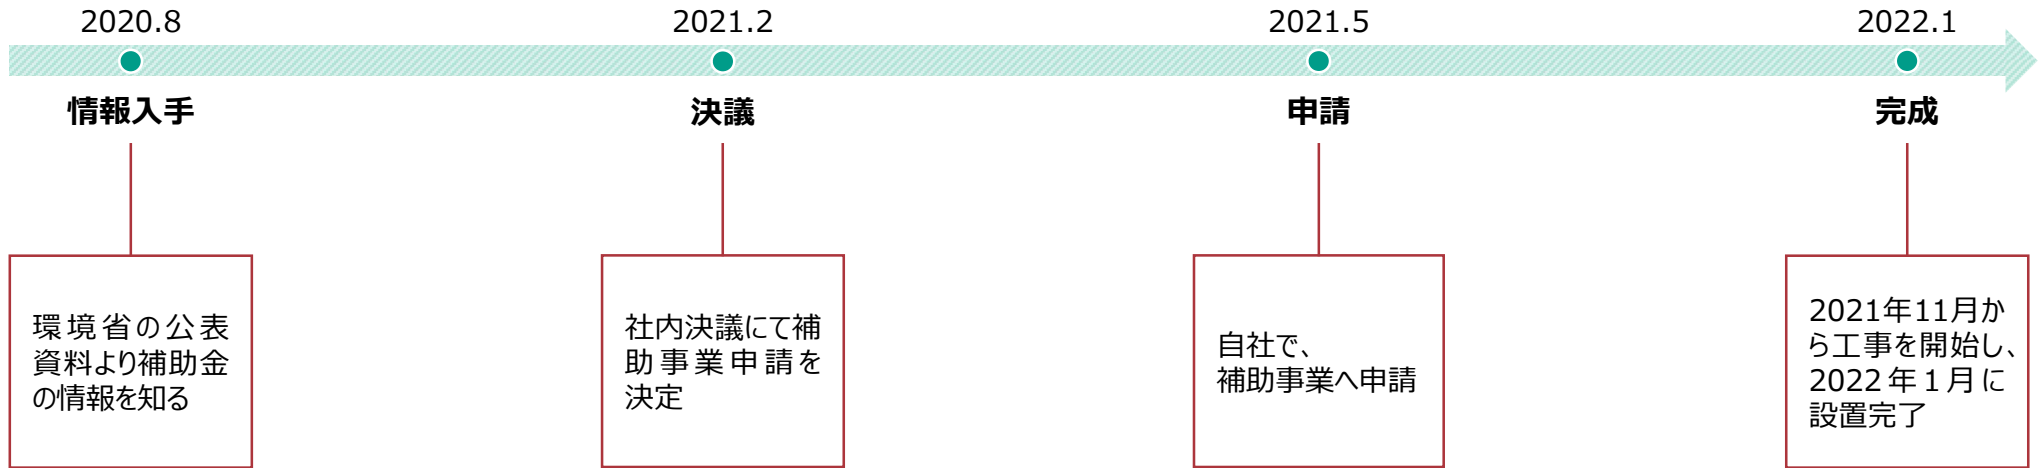 2020.8
2021.2
2021.5
2022.1
情報入手
決議
申請
完成
環境省の公表
資料より補助金
の情報を知る
社内決議にて補
助事業申請を
決定
自社で、
補助事業へ申請
2021年11月か
ら工事を開始し、
2022年1月に
設置完了